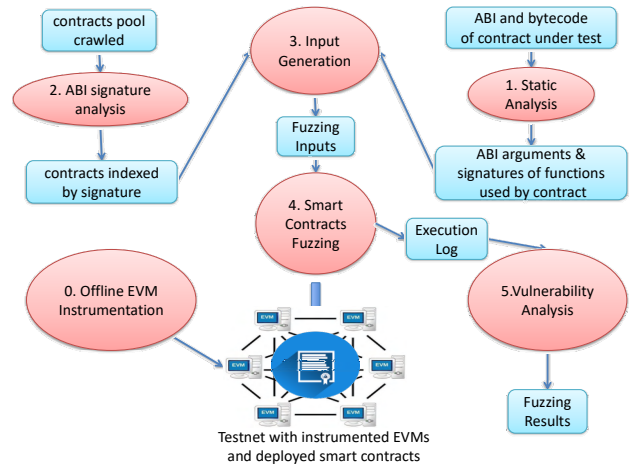 contracts pool
crawled
2. ABI signature
analysis
contracts indexed
by signature
3. Input
Generation
Fuzzing
Inputs
ABI and bytecode
of contract under test
1. Static
Analysis
ABI arguments &
signatures of functions
used by contract
4. Smart
Contracts
Fuzzing
Execution
Log
0. Offline EVM
Instrumentation
5.Vulnerability
Analysis
EVM
EVM
EVM
EVM
EVM
EVM
Fuzzing
Results
Testnet with instrumented EVMs
and deployed smart contracts